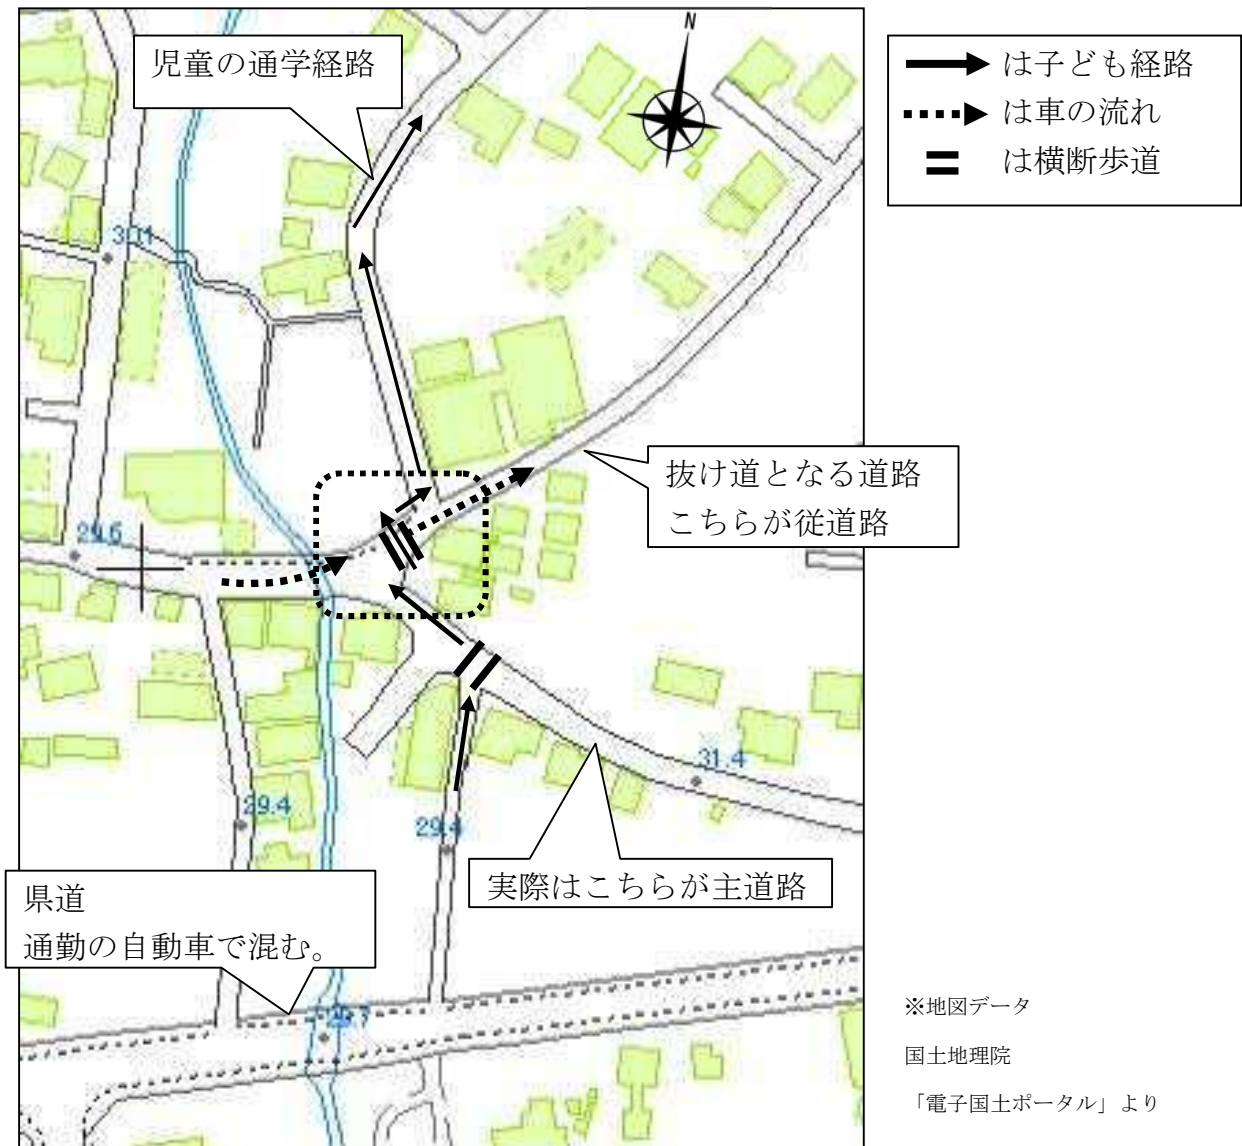 N
児童の通学経路
は子ども経路
は車の流れ
は横断歩道
抜け道となる道路
こちらが従道路
29.5
31.4
29.4
29.4
実際はこちらが主道路
県道
通勤の自動車で混む。
※地図データ
国土地理院
「電子国土ポータル」より